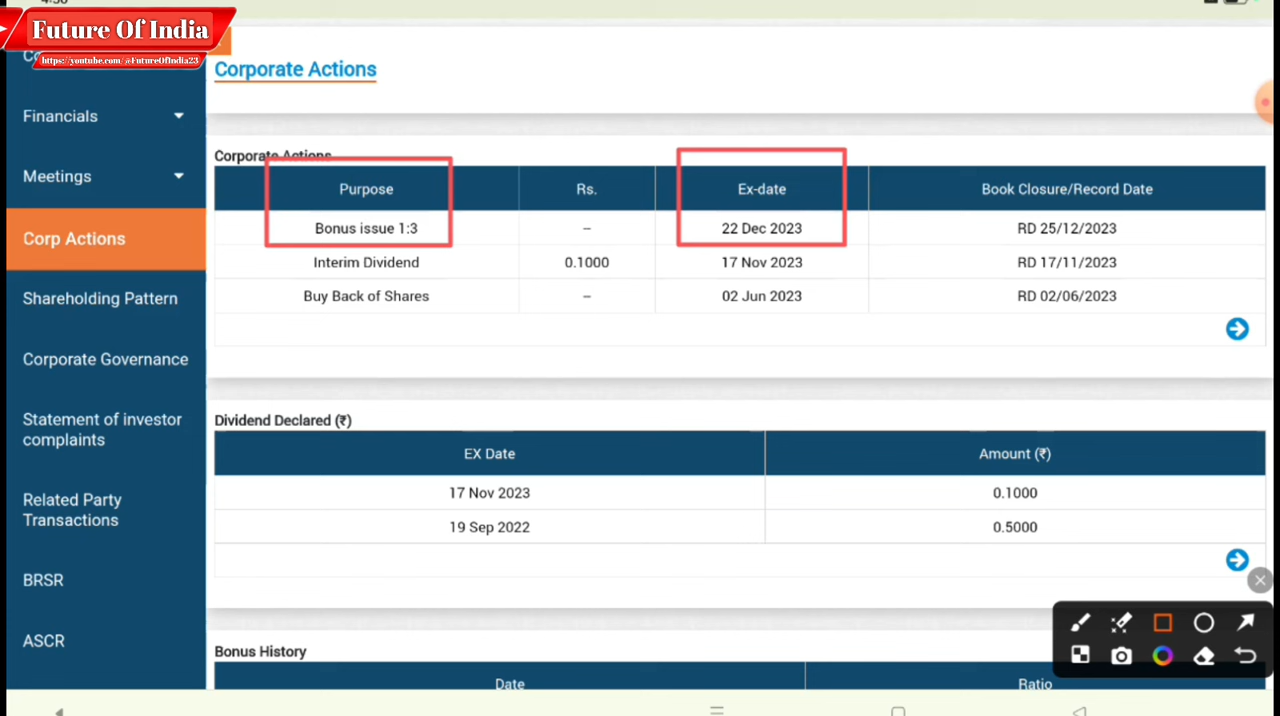 Future Of India
https://youtube.com/@FutureOfIndia23
Corporate Actions
Financials
Meetings
Corp Actions
Shareholding Pattern
Corporate Governance
Statement of investor
complaints
Related Party
Transactions
BRSR
ASCR
Corporate Actions
Purpose Rs. Ex-date Book Closure/Record Date
Bonus issue 1:3 -- 22 Dec 2023 RD 25/12/2023
Interim Dividend 0.1000 17 Nov 2023 RD 17/11/2023
Buy Back of Shares -- 02 Jun 2023 RD 02/06/2023
Dividend Declared (₹)
EX Date Amount (₹)
17 Nov 2023 0.1000
19 Sep 2022 0.5000
Bonus History
Date Ratio